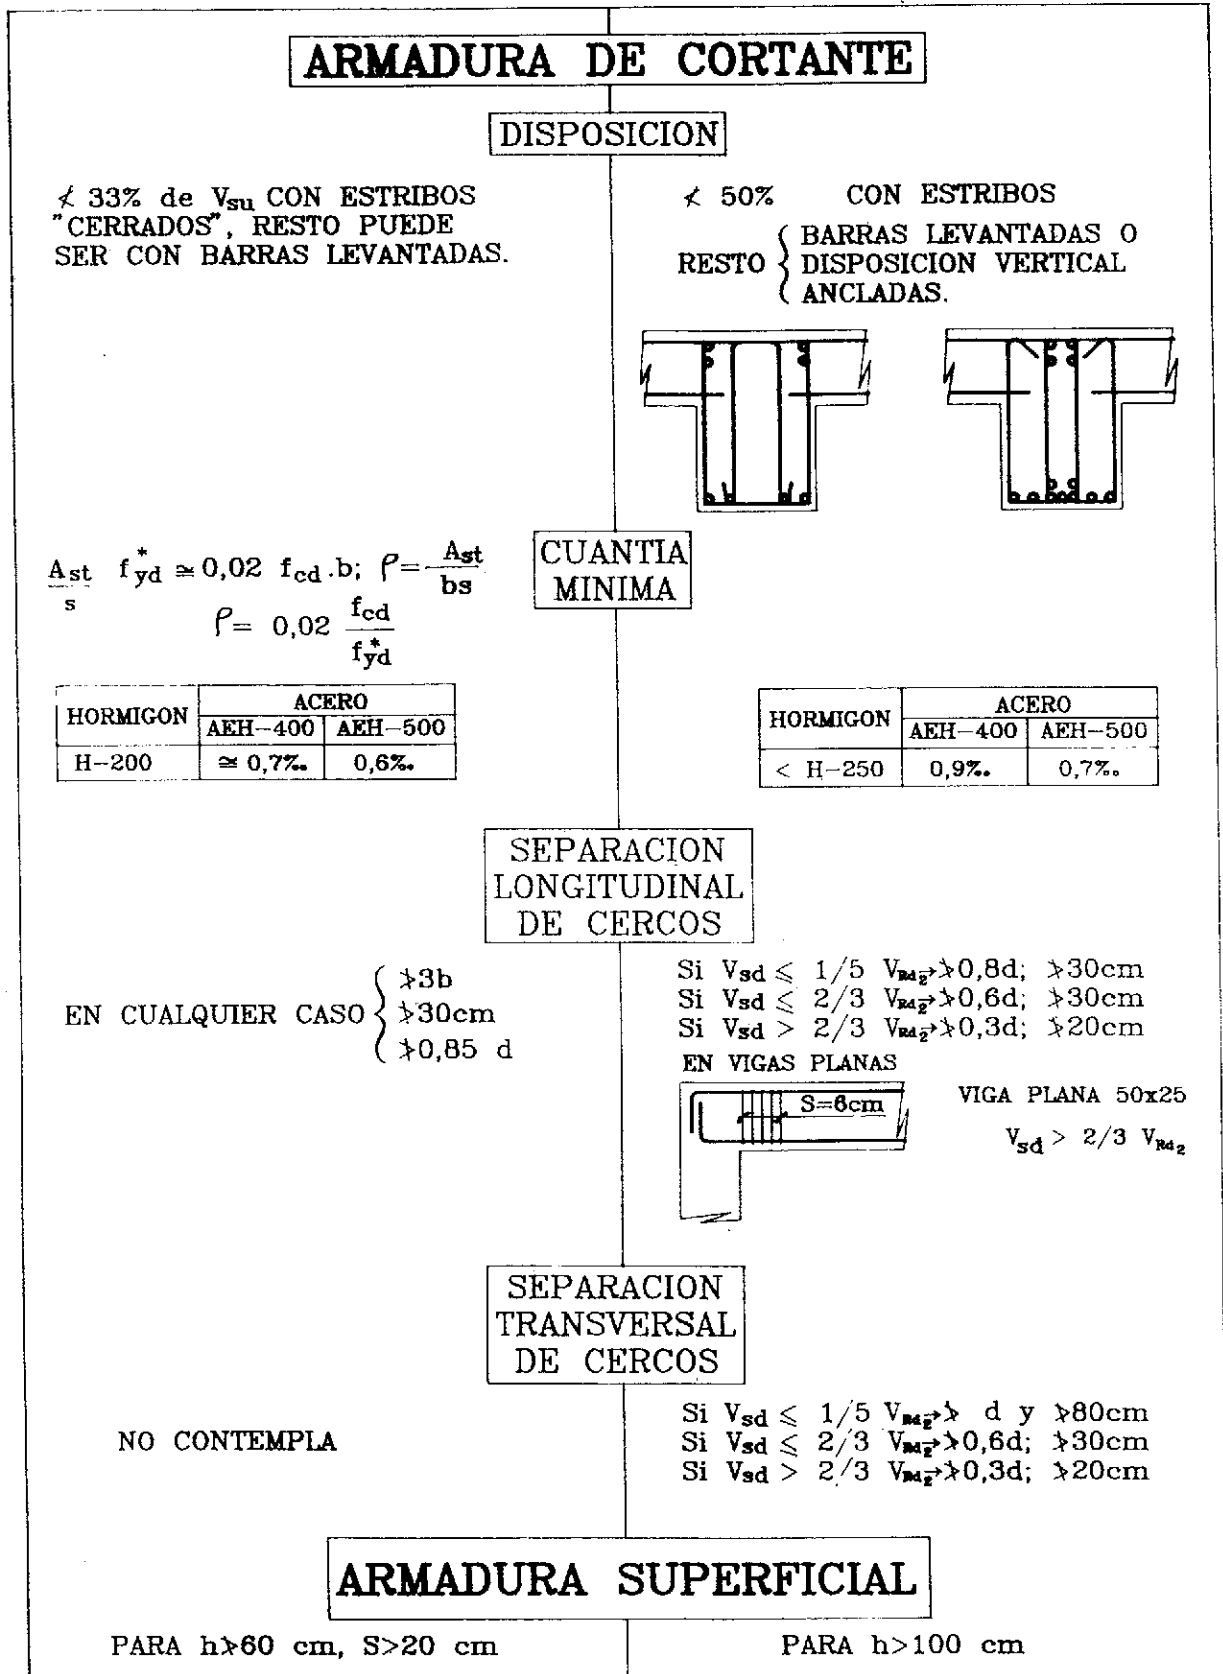 ARMADURA DE CORTANTE
DISPOSICION
≮ 33% de Vsu CON ESTRIBOS
"CERRADOS", RESTO PUEDE
SER CON BARRAS LEVANTADAS.
≮ 50% CON ESTRIBOS
RESTO { BARRAS LEVANTADAS O
DISPOSICION VERTICAL
ANCLADAS.
CUANTIA
MINIMA
Ast/s f*yd ≅ 0,02 fcd.b; ρ= Ast/bs
ρ= 0,02 fcd/f*yd
HORMIGON ACERO
AEH-400 AEH-500
H-200 ≅ 0,7‰ 0,6‰
HORMIGON ACERO
AEH-400 AEH-500
< H-250 0,9‰ 0,7‰
SEPARACION
LONGITUDINAL
DE CERCOS
EN CUALQUIER CASO { ≯3b
≯30cm
≯0,85 d
Si Vsd ⩽ 1/5 VRd2→≯0,8d; ≯30cm
Si Vsd ⩽ 2/3 VRd2→≯0,6d; ≯30cm
Si Vsd > 2/3 VRd2→≯0,3d; ≯20cm
EN VIGAS PLANAS
S=6cm
VIGA PLANA 50x25
Vsd > 2/3 VRd2
SEPARACION
TRANSVERSAL
DE CERCOS
NO CONTEMPLA
Si Vsd ⩽ 1/5 VRd2→≯ d y ≯80cm
Si Vsd ⩽ 2/3 VRd2→≯0,6d; ≯30cm
Si Vsd > 2/3 VRd2→≯0,3d; ≯20cm
ARMADURA SUPERFICIAL
PARA h≯60 cm, S>20 cm
PARA h>100 cm